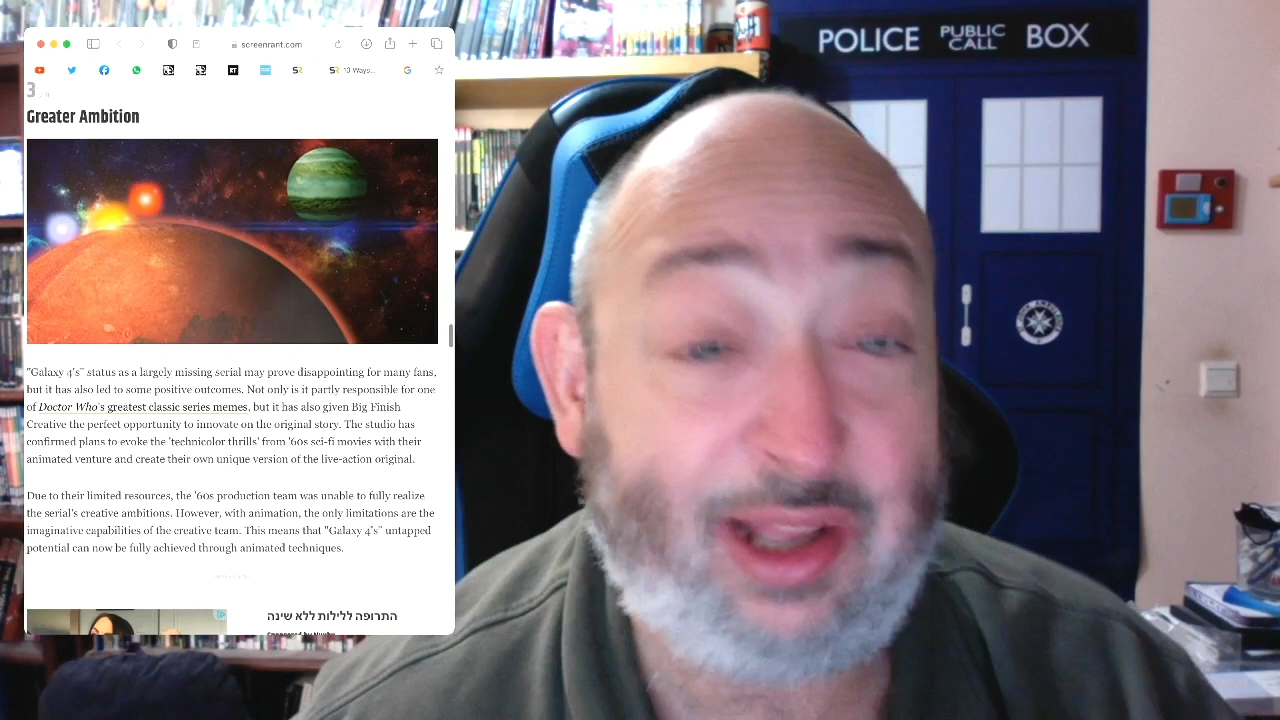 screenrant.com
SR 10 Ways...
3
Greater Ambition
"Galaxy 4's" status as a largely missing serial may prove disappointing for many fans,
but it has also led to some positive outcomes. Not only is it partly responsible for one
of Doctor Who's greatest classic series memes, but it has also given Big Finish
Creative the perfect opportunity to innovate on the original story. The studio has
confirmed plans to evoke the 'technicolor thrills' from '60s sci-fi movies with their
animated venture and create their own unique version of the live-action original.
Due to their limited resources, the '60s production team was unable to fully realize
the serial's creative ambitions. However, with animation, the only limitations are the
imaginative capabilities of the creative team. This means that "Galaxy 4's" untapped
potential can now be fully achieved through animated techniques.
התרופה ללילות ללא שינה
POLICE PUBLIC CALL BOX